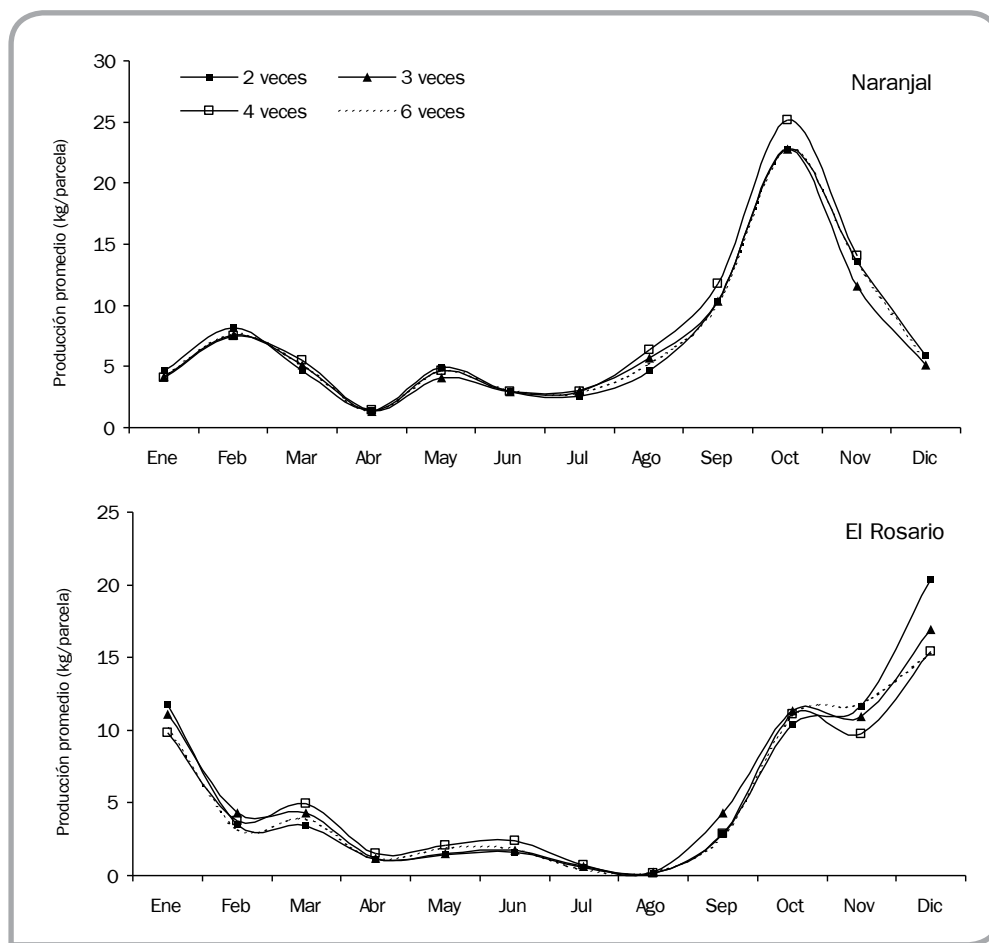 30
2 veces
3 veces
Naranjal
4 veces
6 veces
25
20
15
10
5
0
Producción promedio (kg/parcela)
Ene Feb Mar Abr May Jun Jul Ago Sep Oct Nov Dic
25
El Rosario
20
15
10
5
0
Producción promedio (kg/parcela)
Ene Feb Mar Abr May Jun Jul Ago Sep Oct Nov Dic